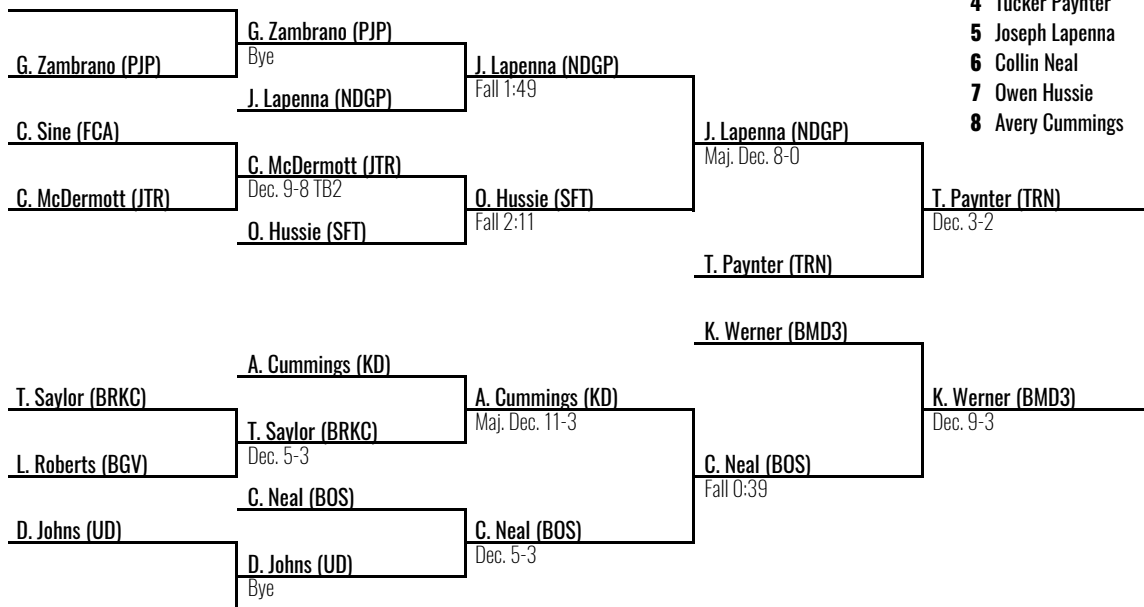 4 Tucker Paynter
G. Zambrano (PJP)
5 Joseph Lapenna
Bye
G. Zambrano (PJP)
J. Lapenna (NDGP)
6 Collin Neal
Fall 1:49
J. Lapenna (NDGP)
7 Owen Hussie
C. Sine (FCA)
J. Lapenna (NDGP)
8 Avery Cummings
Maj. Dec. 8-0
C. McDermott (JTR)
Dec. 9-8 TB2
C. McDermott (JTR)
O. Hussie (SFT)
T. Paynter (TRN)
Fall 2:11
Dec. 3-2
O. Hussie (SFT)
T. Paynter (TRN)
K. Werner (BMD3)
A. Cummings (KD)
T. Saylor (BRKC)
A. Cummings (KD)
K. Werner (BMD3)
Maj. Dec. 11-3
Dec. 9-3
T. Saylor (BRKC)
Dec. 5-3
L. Roberts (BGV)
C. Neal (BOS)
Fall 0:39
C. Neal (BOS)
D. Johns (UD)
C. Neal (BOS)
Dec. 5-3
D. Johns (UD)
Bye